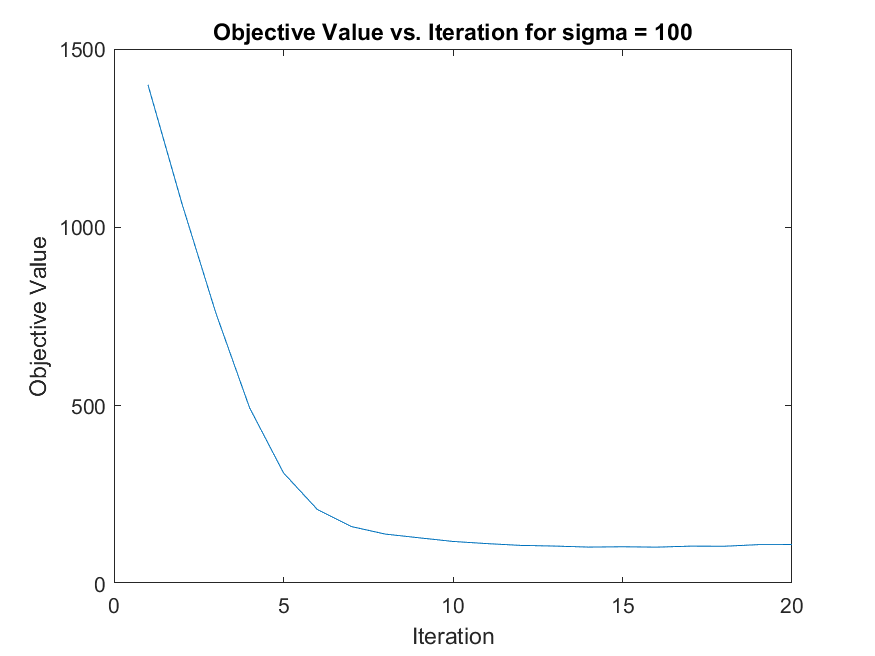 Objective Value vs. Iteration for sigma = 100
1500
1000
500
0
Objective Value
0 5 10 15 20
Iteration